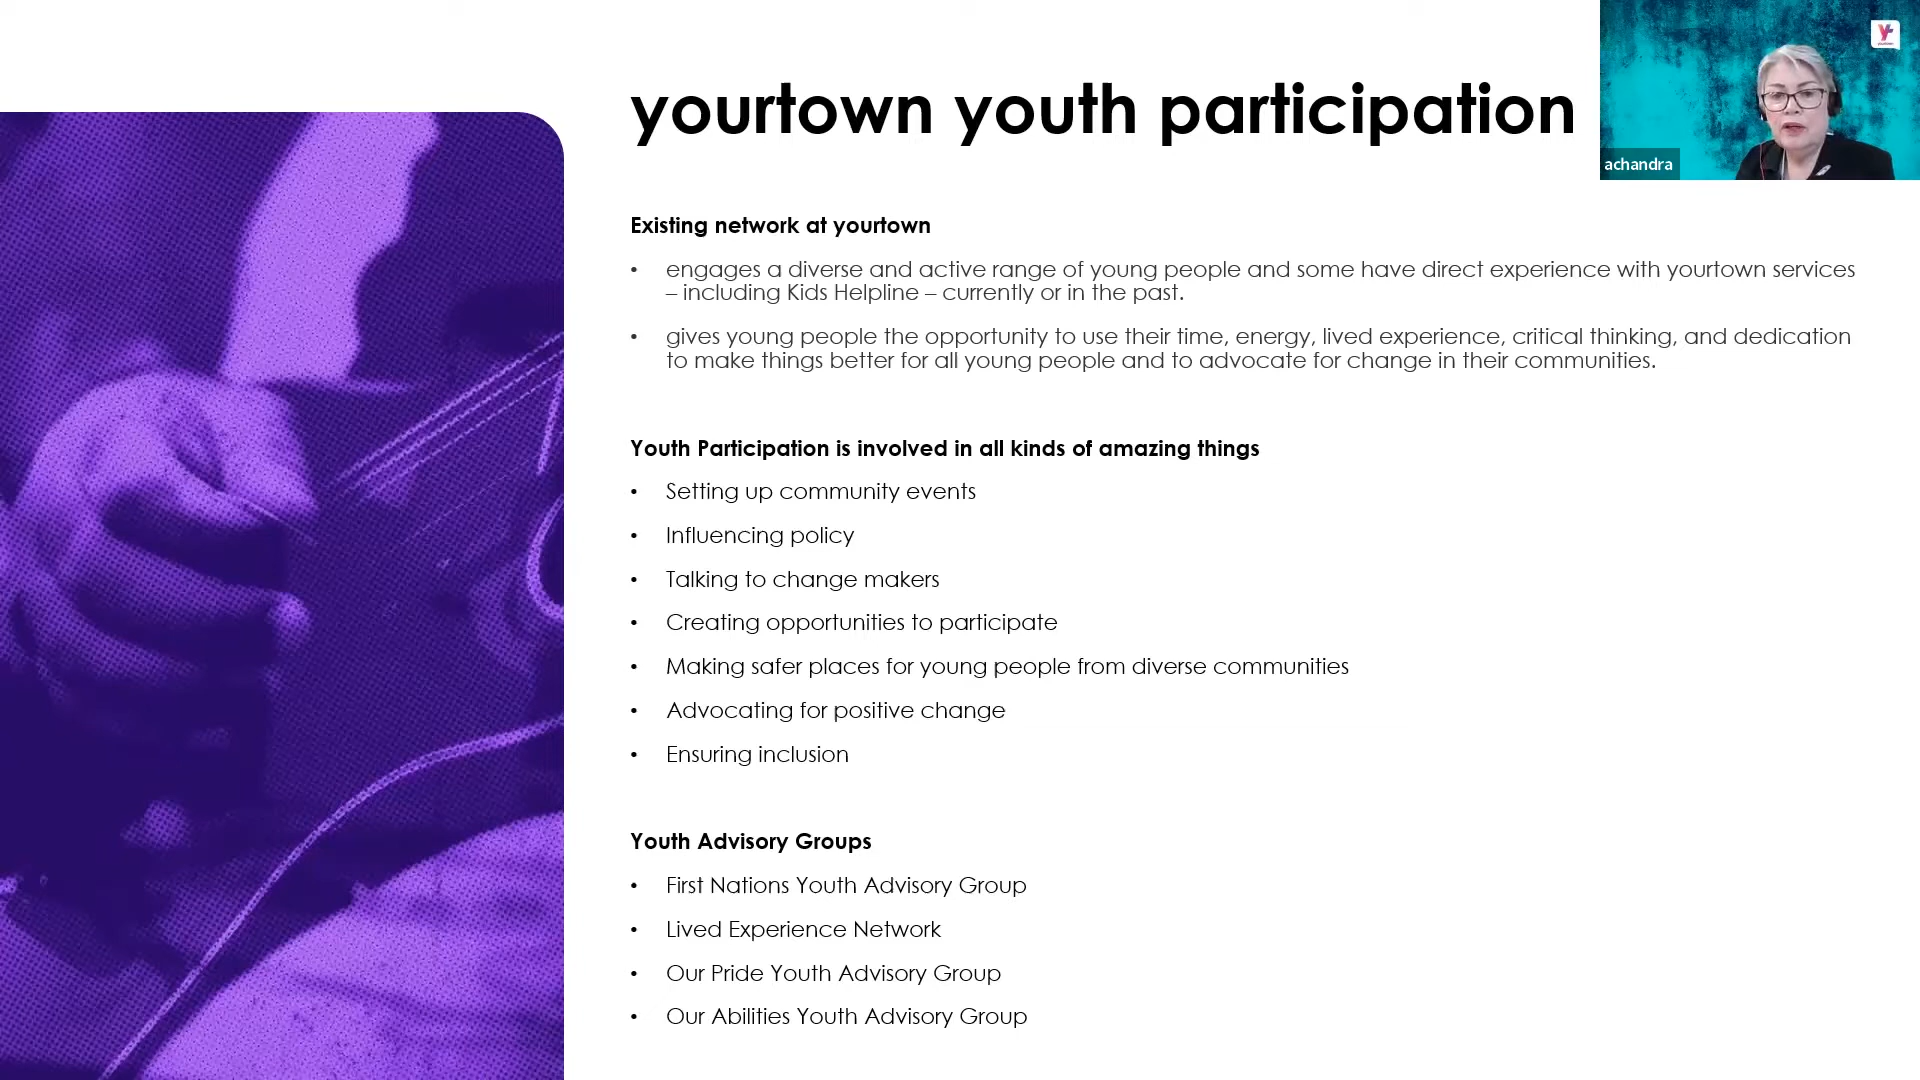 yourtown youth participation
achandra
Existing network at yourtown
• engages a diverse and active range of young people and some have direct experience with yourtown services
– including Kids Helpline – currently or in the past.
• gives young people the opportunity to use their time, energy, lived experience, critical thinking, and dedication
to make things better for all young people and to advocate for change in their communities.
Youth Participation is involved in all kinds of amazing things
• Setting up community events
• Influencing policy
• Talking to change makers
• Creating opportunities to participate
• Making safer places for young people from diverse communities
• Advocating for positive change
• Ensuring inclusion
Youth Advisory Groups
• First Nations Youth Advisory Group
• Lived Experience Network
• Our Pride Youth Advisory Group
• Our Abilities Youth Advisory Group